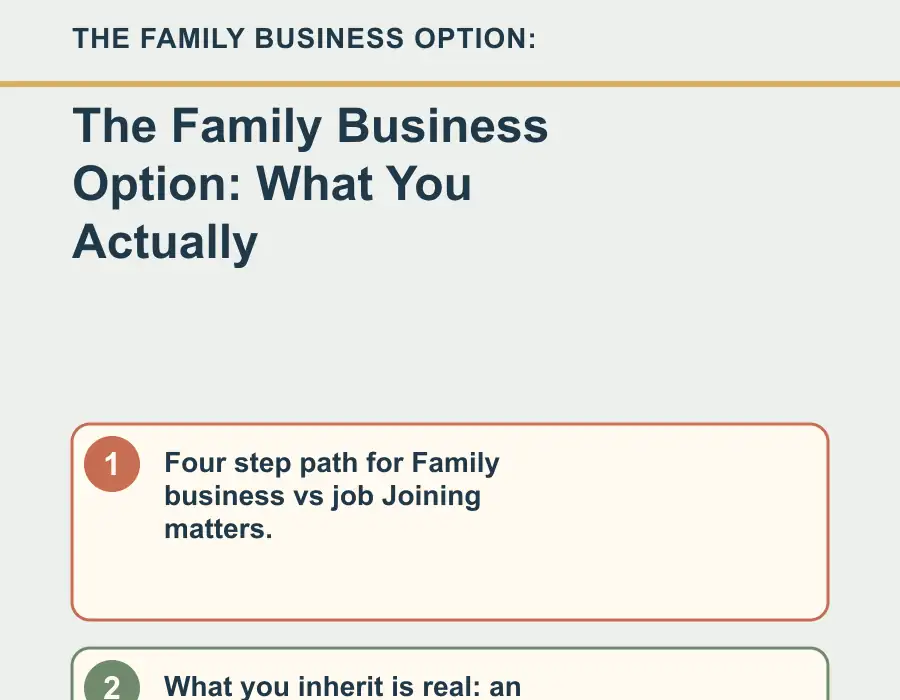 THE FAMILY BUSINESS OPTION:
The Family Business
Option: What You
Actually
1
Four step path for Family
business vs job Joining
matters.
2
What you inherit is real: an